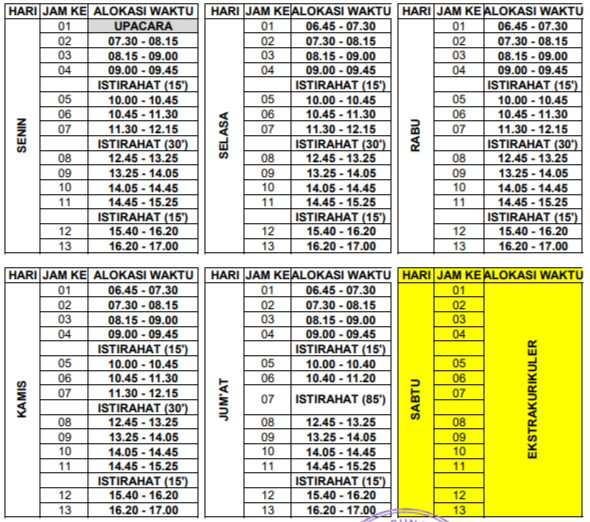 HARI JAM KE ALOKASI WAKTU
SENIN
01 UPACARA
02 07.30 - 08.15
03 08.15 - 09.00
04 09.00 - 09.45
ISTIRAHAT (15')
05 10.00 - 10.45
06 10.45 - 11.30
07 11.30 - 12.15
ISTIRAHAT (30')
08 12.45 - 13.25
09 13.25 - 14.05
10 14.05 - 14.45
11 14.45 - 15.25
ISTIRAHAT (15')
12 15.40 - 16.20
13 16.20 - 17.00
HARI JAM KE ALOKASI WAKTU
SELASA
01 06.45 - 07.30
02 07.30 - 08.15
03 08.15 - 09.00
04 09.00 - 09.45
ISTIRAHAT (15')
05 10.00 - 10.45
06 10.45 - 11.30
07 11.30 - 12.15
ISTIRAHAT (30')
08 12.45 - 13.25
09 13.25 - 14.05
10 14.05 - 14.45
11 14.45 - 15.25
ISTIRAHAT (15')
12 15.40 - 16.20
13 16.20 - 17.00
HARI JAM KE ALOKASI WAKTU
RABU
01 06.45 - 07.30
02 07.30 - 08.15
03 08.15 - 09.00
04 09.00 - 09.45
ISTIRAHAT (15')
05 10.00 - 10.45
06 10.45 - 11.30
07 11.30 - 12.15
ISTIRAHAT (30')
08 12.45 - 13.25
09 13.25 - 14.05
10 14.05 - 14.45
11 14.45 - 15.25
ISTIRAHAT (15')
12 15.40 - 16.20
13 16.20 - 17.00
HARI JAM KE ALOKASI WAKTU
KAMIS
01 06.45 - 07.30
02 07.30 - 08.15
03 08.15 - 09.00
04 09.00 - 09.45
ISTIRAHAT (15')
05 10.00 - 10.45
06 10.45 - 11.30
07 11.30 - 12.15
ISTIRAHAT (30')
08 12.45 - 13.25
09 13.25 - 14.05
10 14.05 - 14.45
11 14.45 - 15.25
ISTIRAHAT (15')
12 15.40 - 16.20
13 16.20 - 17.00
HARI JAM KE ALOKASI WAKTU
JUM'AT
01 06.45 - 07.30
02 07.30 - 08.15
03 08.15 - 09.00
04 09.00 - 09.45
ISTIRAHAT (15')
05 10.00 - 10.40
06 10.40 - 11.20
07 ISTIRAHAT (85')
08 12.45 - 13.25
09 13.25 - 14.05
10 14.05 - 14.45
11 14.45 - 15.25
ISTIRAHAT (15')
12 15.40 - 16.20
13 16.20 - 17.00
HARI JAM KE ALOKASI WAKTU
SABTU
01
02
03
04
05
06
07
08
09
10
11
12
13
EKSTRAKURIKULER